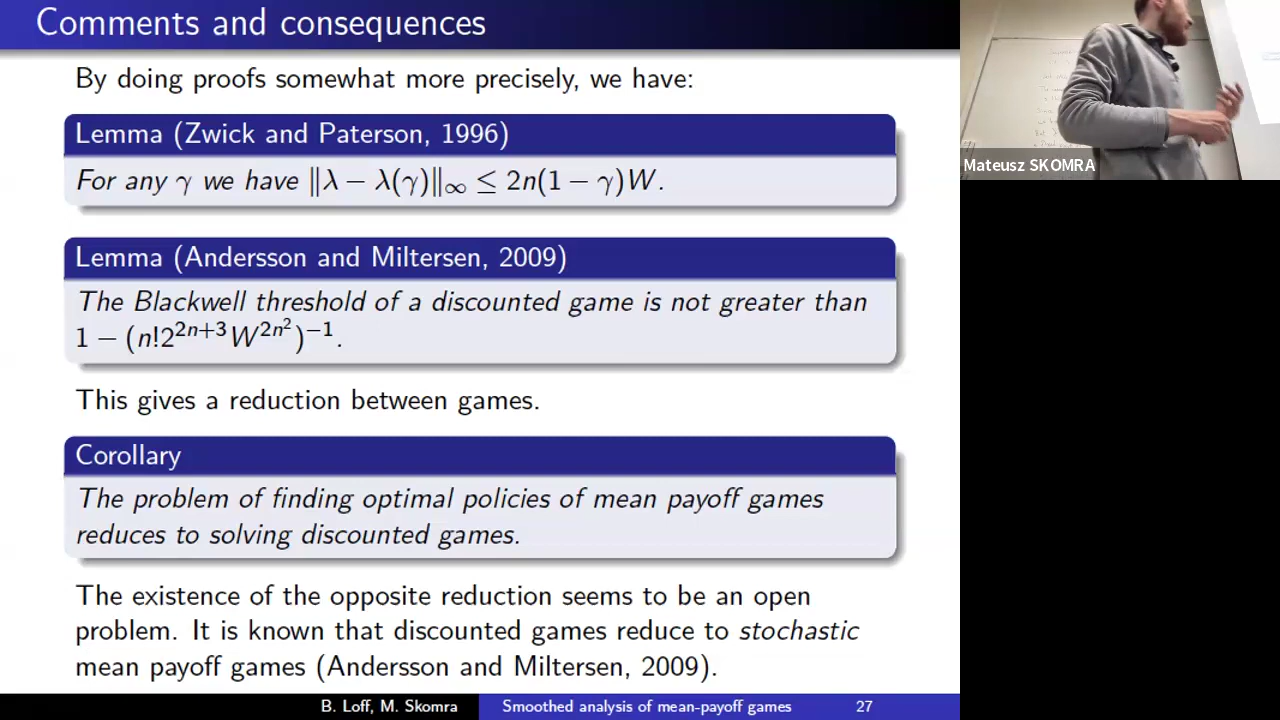 Comments and consequences
By doing proofs somewhat more precisely, we have:
Lemma (Zwick and Paterson, 1996)
For any γ we have ‖λ − λ(γ)‖∞ ≤ 2n(1 − γ)W.
Lemma (Andersson and Miltersen, 2009)
The Blackwell threshold of a discounted game is not greater than
1 − (n!2^{2n+3}W^{2n^2})^{−1}.
This gives a reduction between games.
Corollary
The problem of finding optimal policies of mean payoff games
reduces to solving discounted games.
The existence of the opposite reduction seems to be an open
problem. It is known that discounted games reduce to stochastic
mean payoff games (Andersson and Miltersen, 2009).
B. Loff, M. Skomra Smoothed analysis of mean-payoff games 27
Mateusz SKOMRA